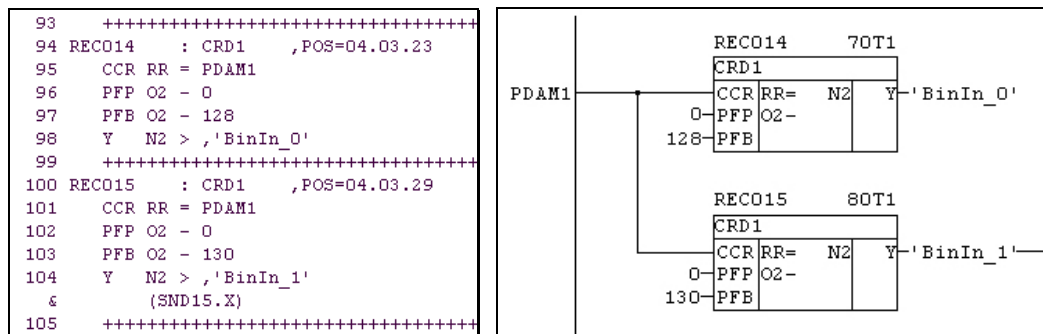 93 ++++++++++++++++++++++++++++++++++
94 REC014 : CRD1 ,POS=04.03.23
95 CCR RR = PDAM1
96 PFP O2 - 0
97 PFB O2 - 128
98 Y N2 > ,'BinIn_0'
99 ++++++++++++++++++++++++++++++++++
100 REC015 : CRD1 ,POS=04.03.29
101 CCR RR = PDAM1
102 PFP O2 - 0
103 PFB O2 - 130
104 Y N2 > ,'BinIn_1'
& (SND15.X)
105 ++++++++++++++++++++++++++++++++++
REC014 70T1
CRD1
PDAM1 CCR RR= N2 Y 'BinIn_0'
0 PFP O2-
128 PFB
REC015 80T1
CRD1
CCR RR= N2 Y 'BinIn_1'
0 PFP O2-
130 PFB